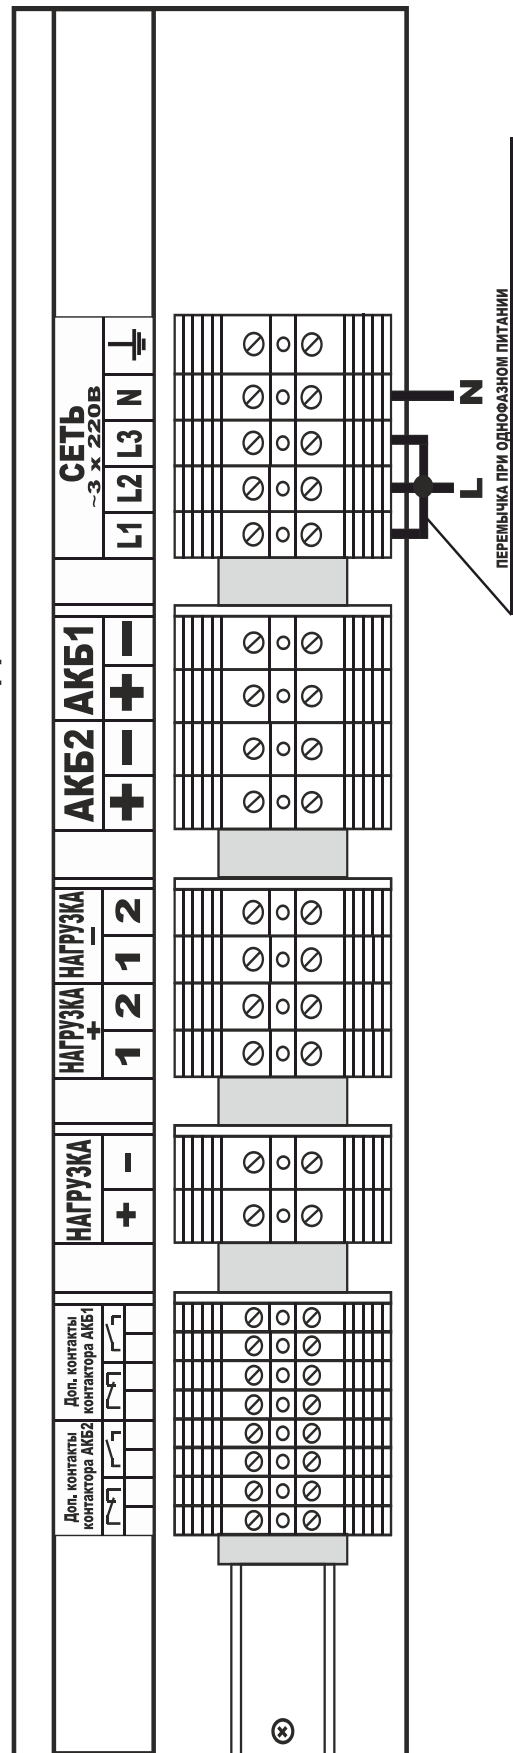 Доп. контакты
контактора АКБ2
Доп. контакты
контактора АКБ1
НАГРУЗКА
+ −
НАГРУЗКА
+
1 2
НАГРУЗКА
−
1 2
АКБ2
+ −
АКБ1
+ −
СЕТЬ
~3 х 220В
L1 L2 L3 N
L N
ПЕРЕМЫЧКА ПРИ ОДНОФАЗНОМ ПИТАНИИ